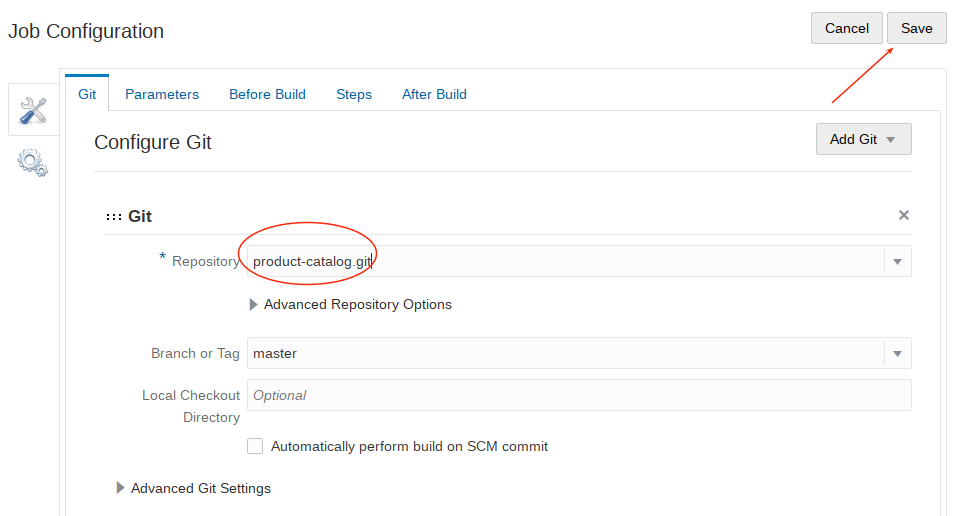 Job Configuration
Cancel
Save
Git
Parameters
Before Build
Steps
After Build
Configure Git
Add Git
Git
* Repository
product-catalog.git
Advanced Repository Options
Branch or Tag
master
Local Checkout
Directory
Optional
Automatically perform build on SCM commit
Advanced Git Settings